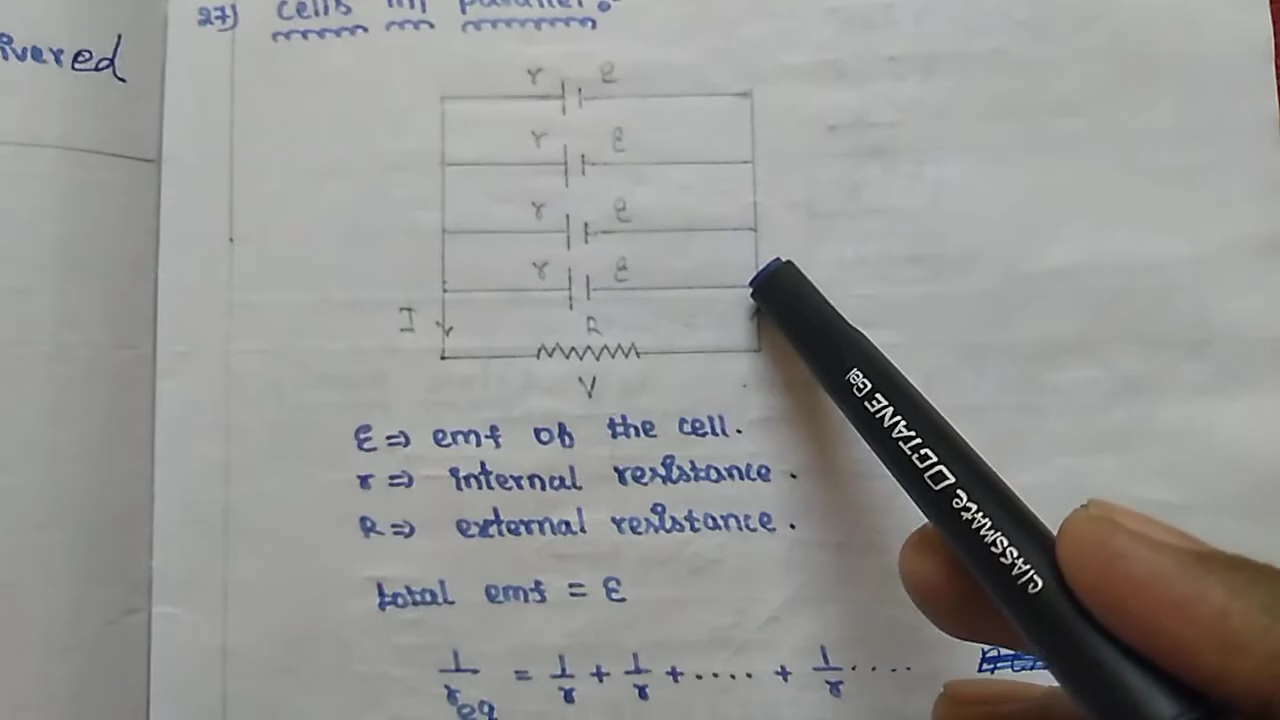 27) cells in parallel:
ivered
r ε
r ε
r ε
r ε
I
R
V
ε => emf of the cell.
r => internal resistance.
R => external resistance.
total emf = ε
1/req = 1/r + 1/r + .... + 1/r ....
CLASSMATE OCTANE Gel